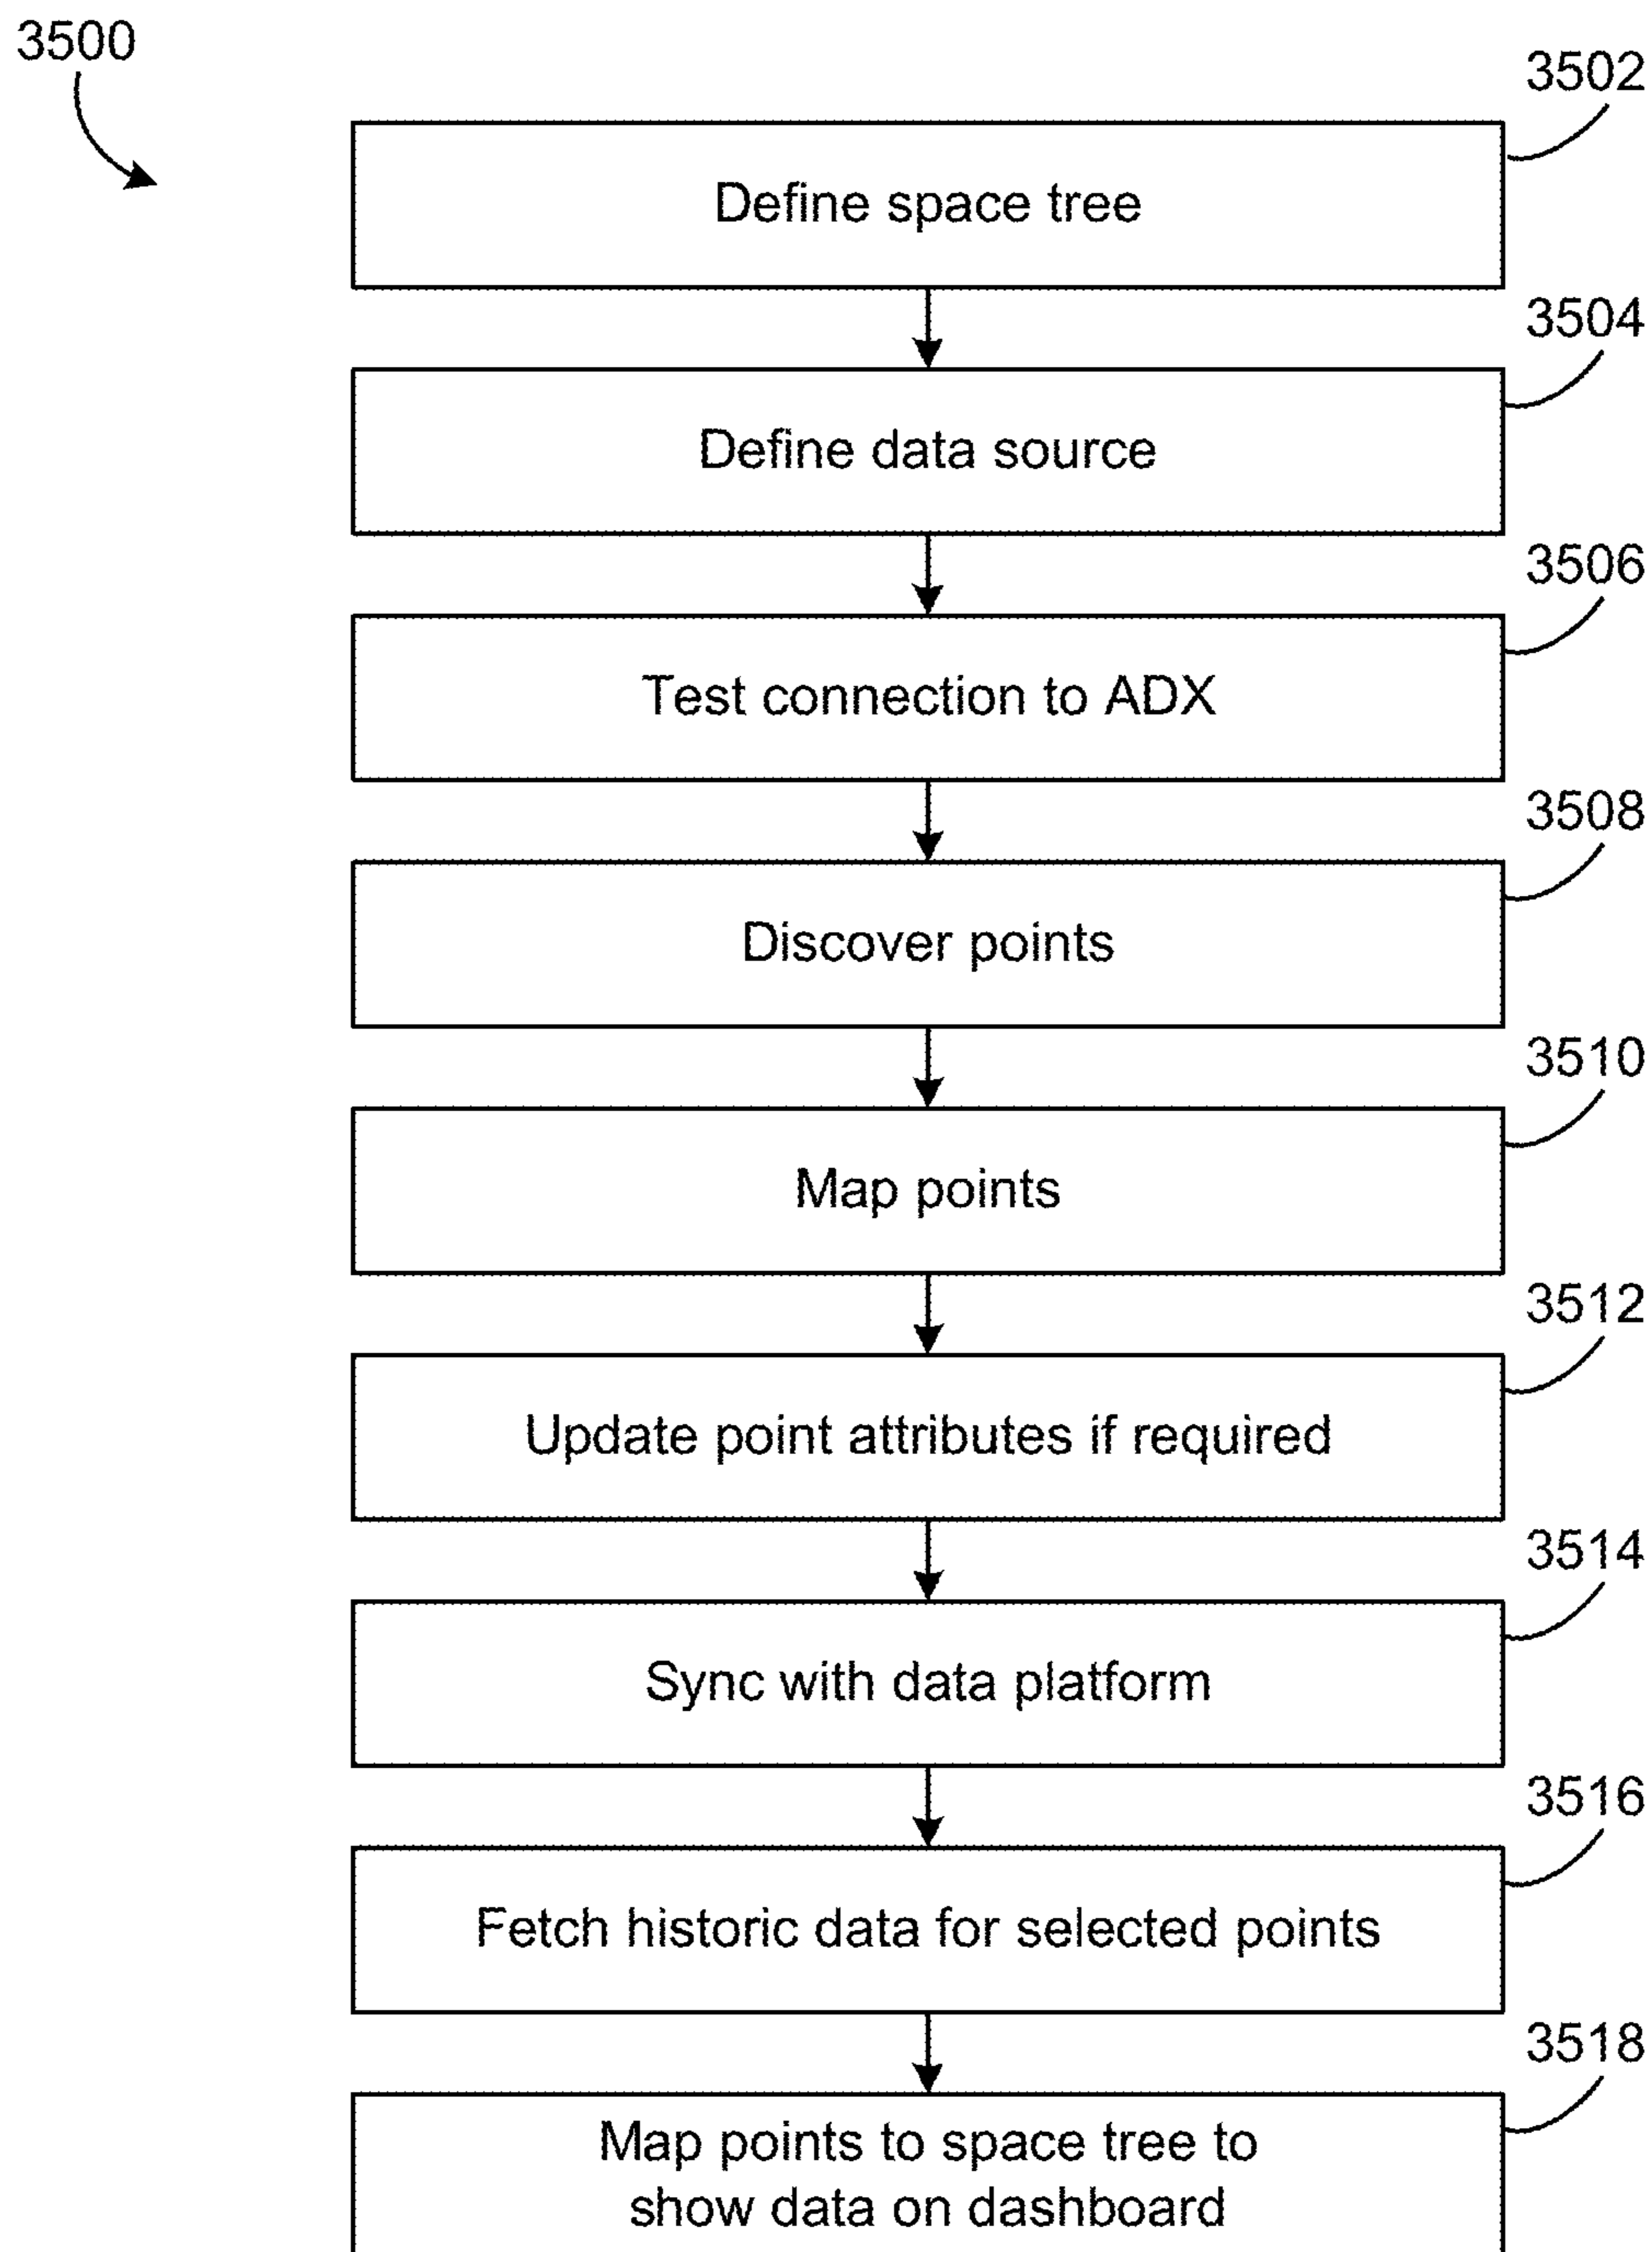 3500
3502
Define space tree
3504
Define data source
3506
Test connection to ADX
3508
Discover points
3510
Map points
3512
Update point attributes if required
3514
Sync with data platform
3516
Fetch historic data for selected points
3518
Map points to space tree to
show data on dashboard